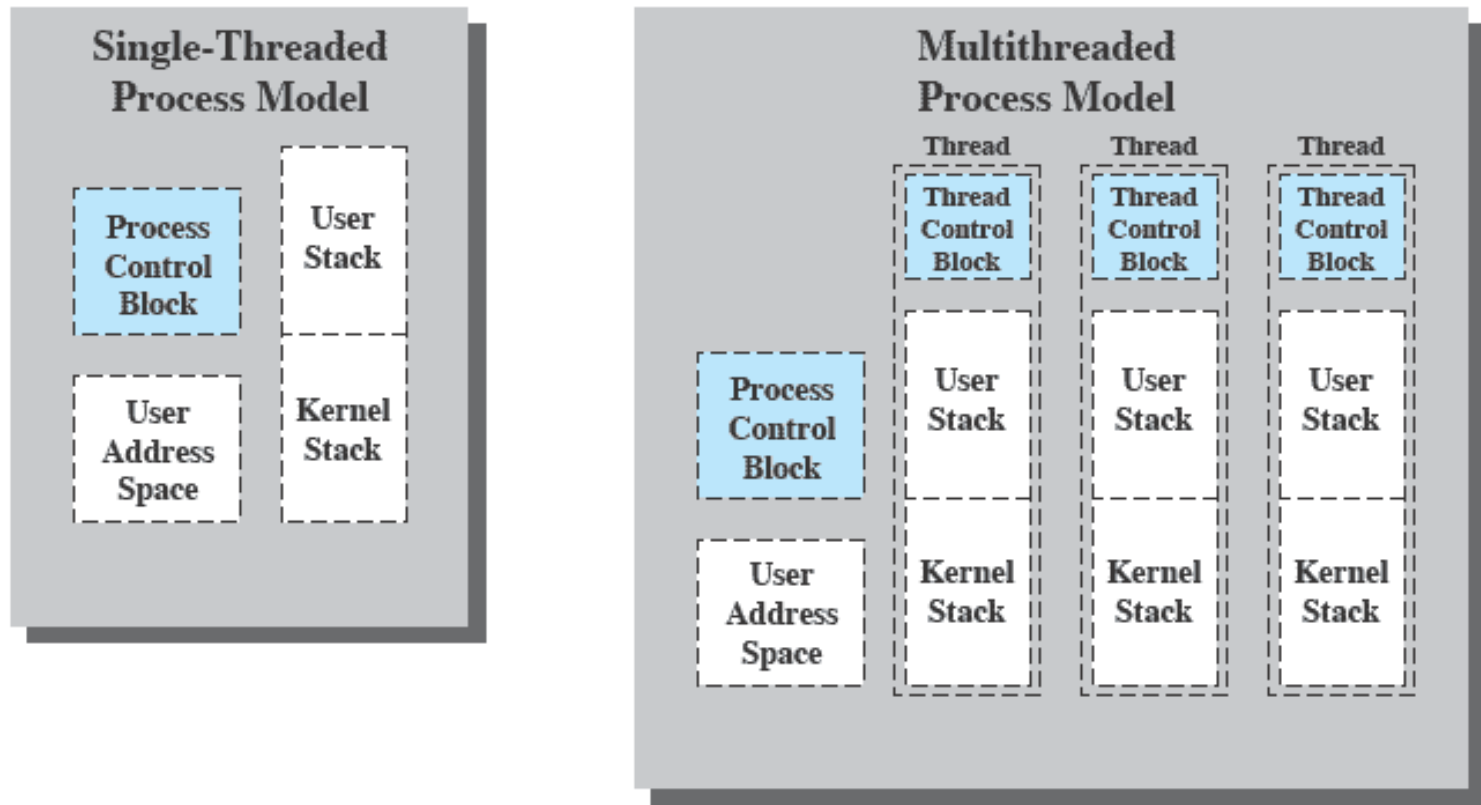 Single-Threaded
Process Model
Process
Control
Block
User
Stack
User
Address
Space
Kernel
Stack
Multithreaded
Process Model
Thread
Thread
Control
Block
User
Stack
Kernel
Stack
Thread
Thread
Control
Block
User
Stack
Kernel
Stack
Thread
Thread
Control
Block
User
Stack
Kernel
Stack
Process
Control
Block
User
Address
Space